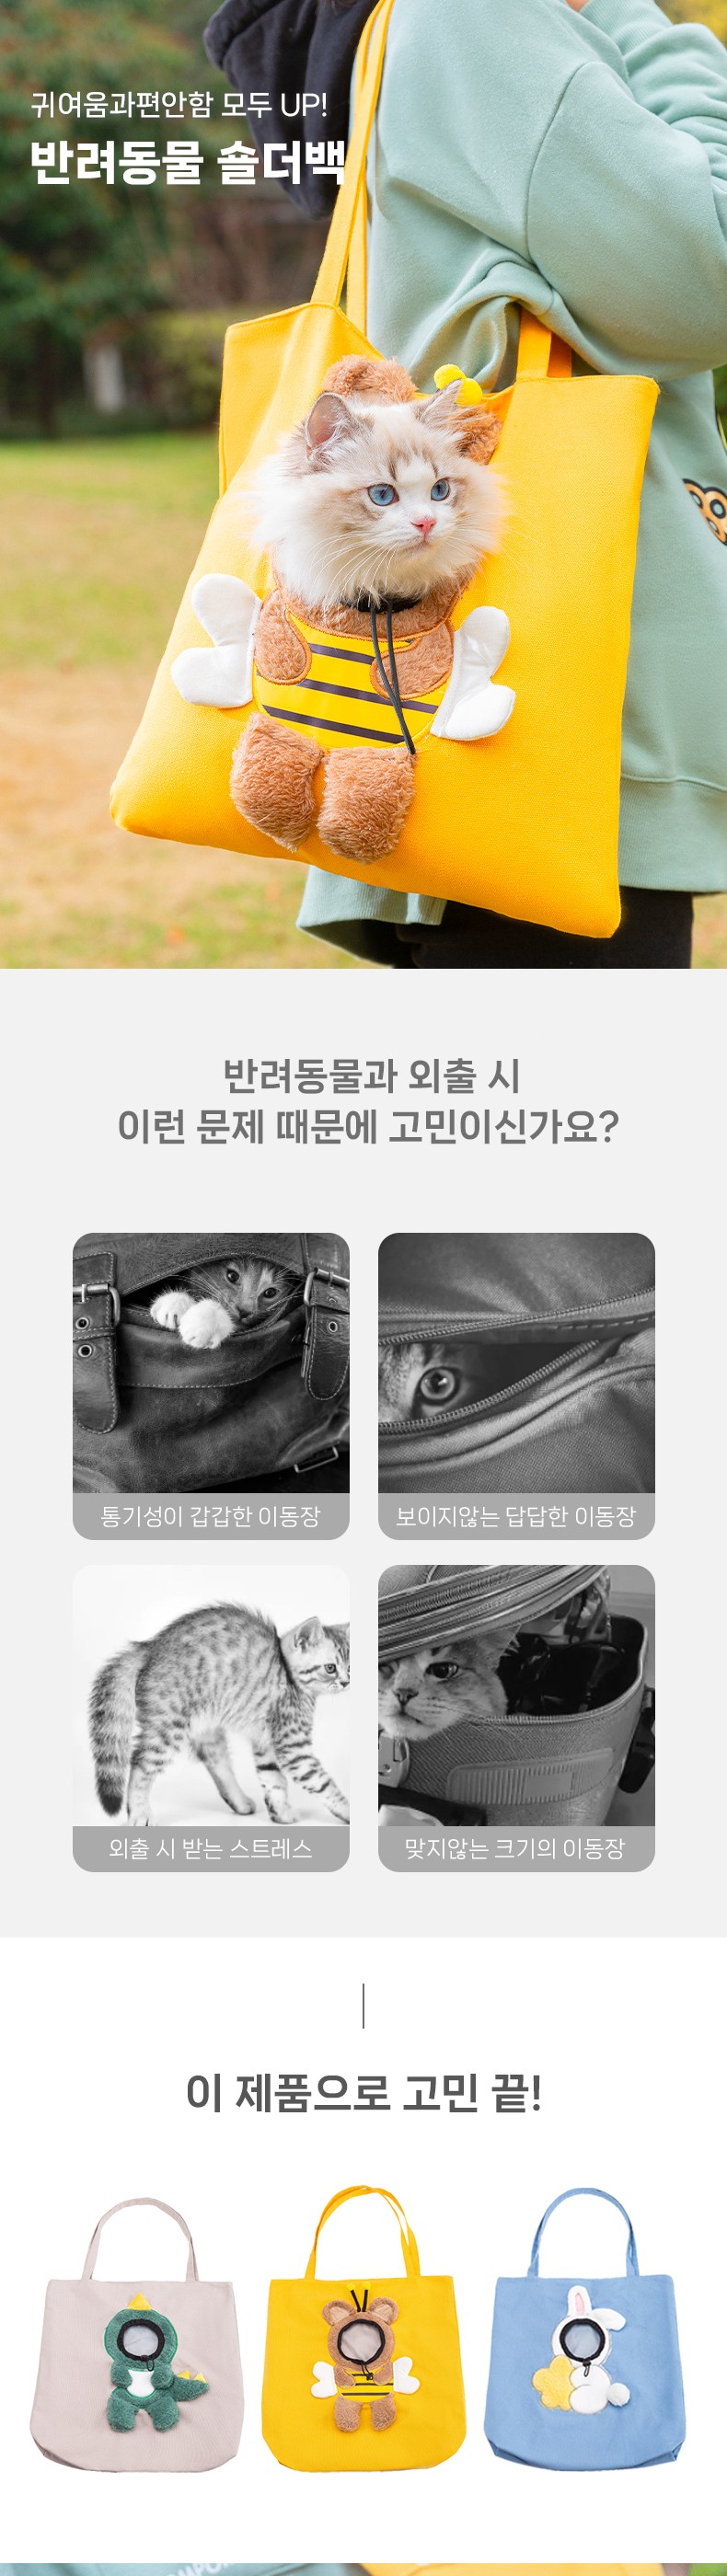 귀여움과편안함 모두 UP!
반려동물 숄더백
반려동물과 외출 시
이런 문제 때문에 고민이신가요?
통기성이 갑갑한 이동장
보이지않는 답답한 이동장
외출 시 받는 스트레스
맞지않는 크기의 이동장
이 제품으로 고민 끝!